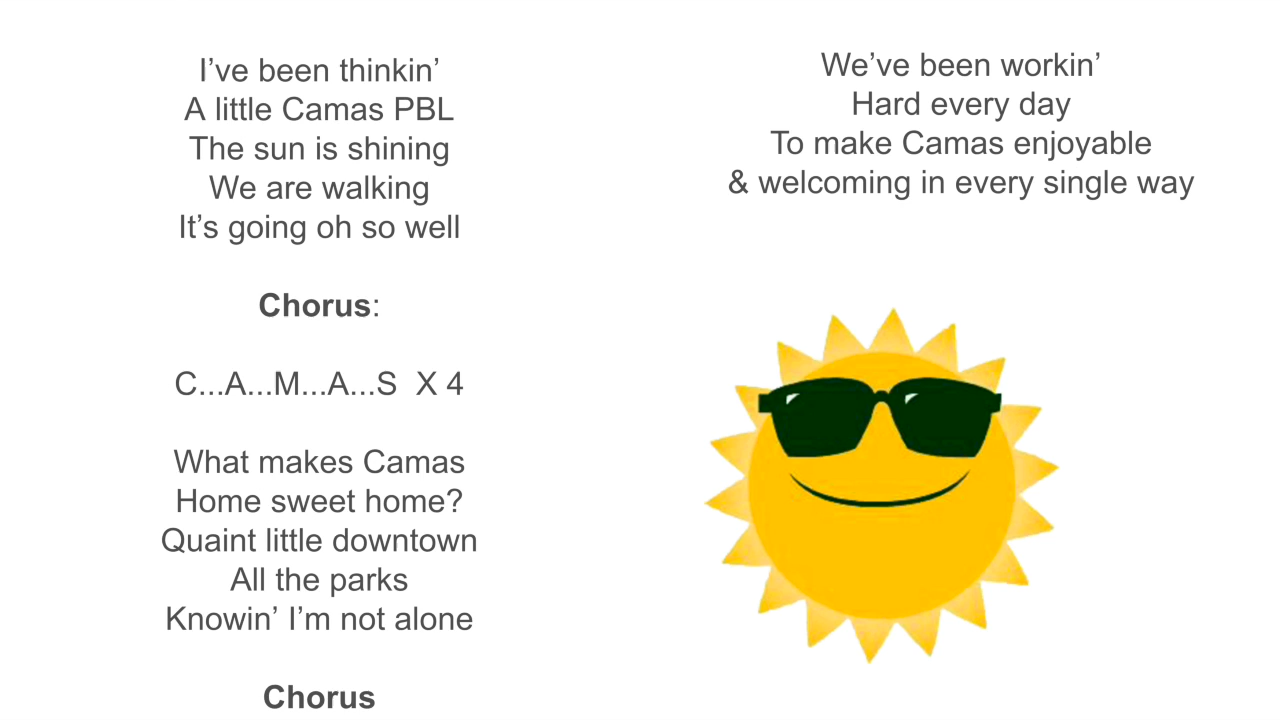 I’ve been thinkin’
A little Camas PBL
The sun is shining
We are walking
It’s going oh so well
Chorus:
C...A...M...A...S  X 4
What makes Camas
Home sweet home?
Quaint little downtown
All the parks
Knowin’ I’m not alone
Chorus
We’ve been workin’
Hard every day
To make Camas enjoyable
& welcoming in every single way